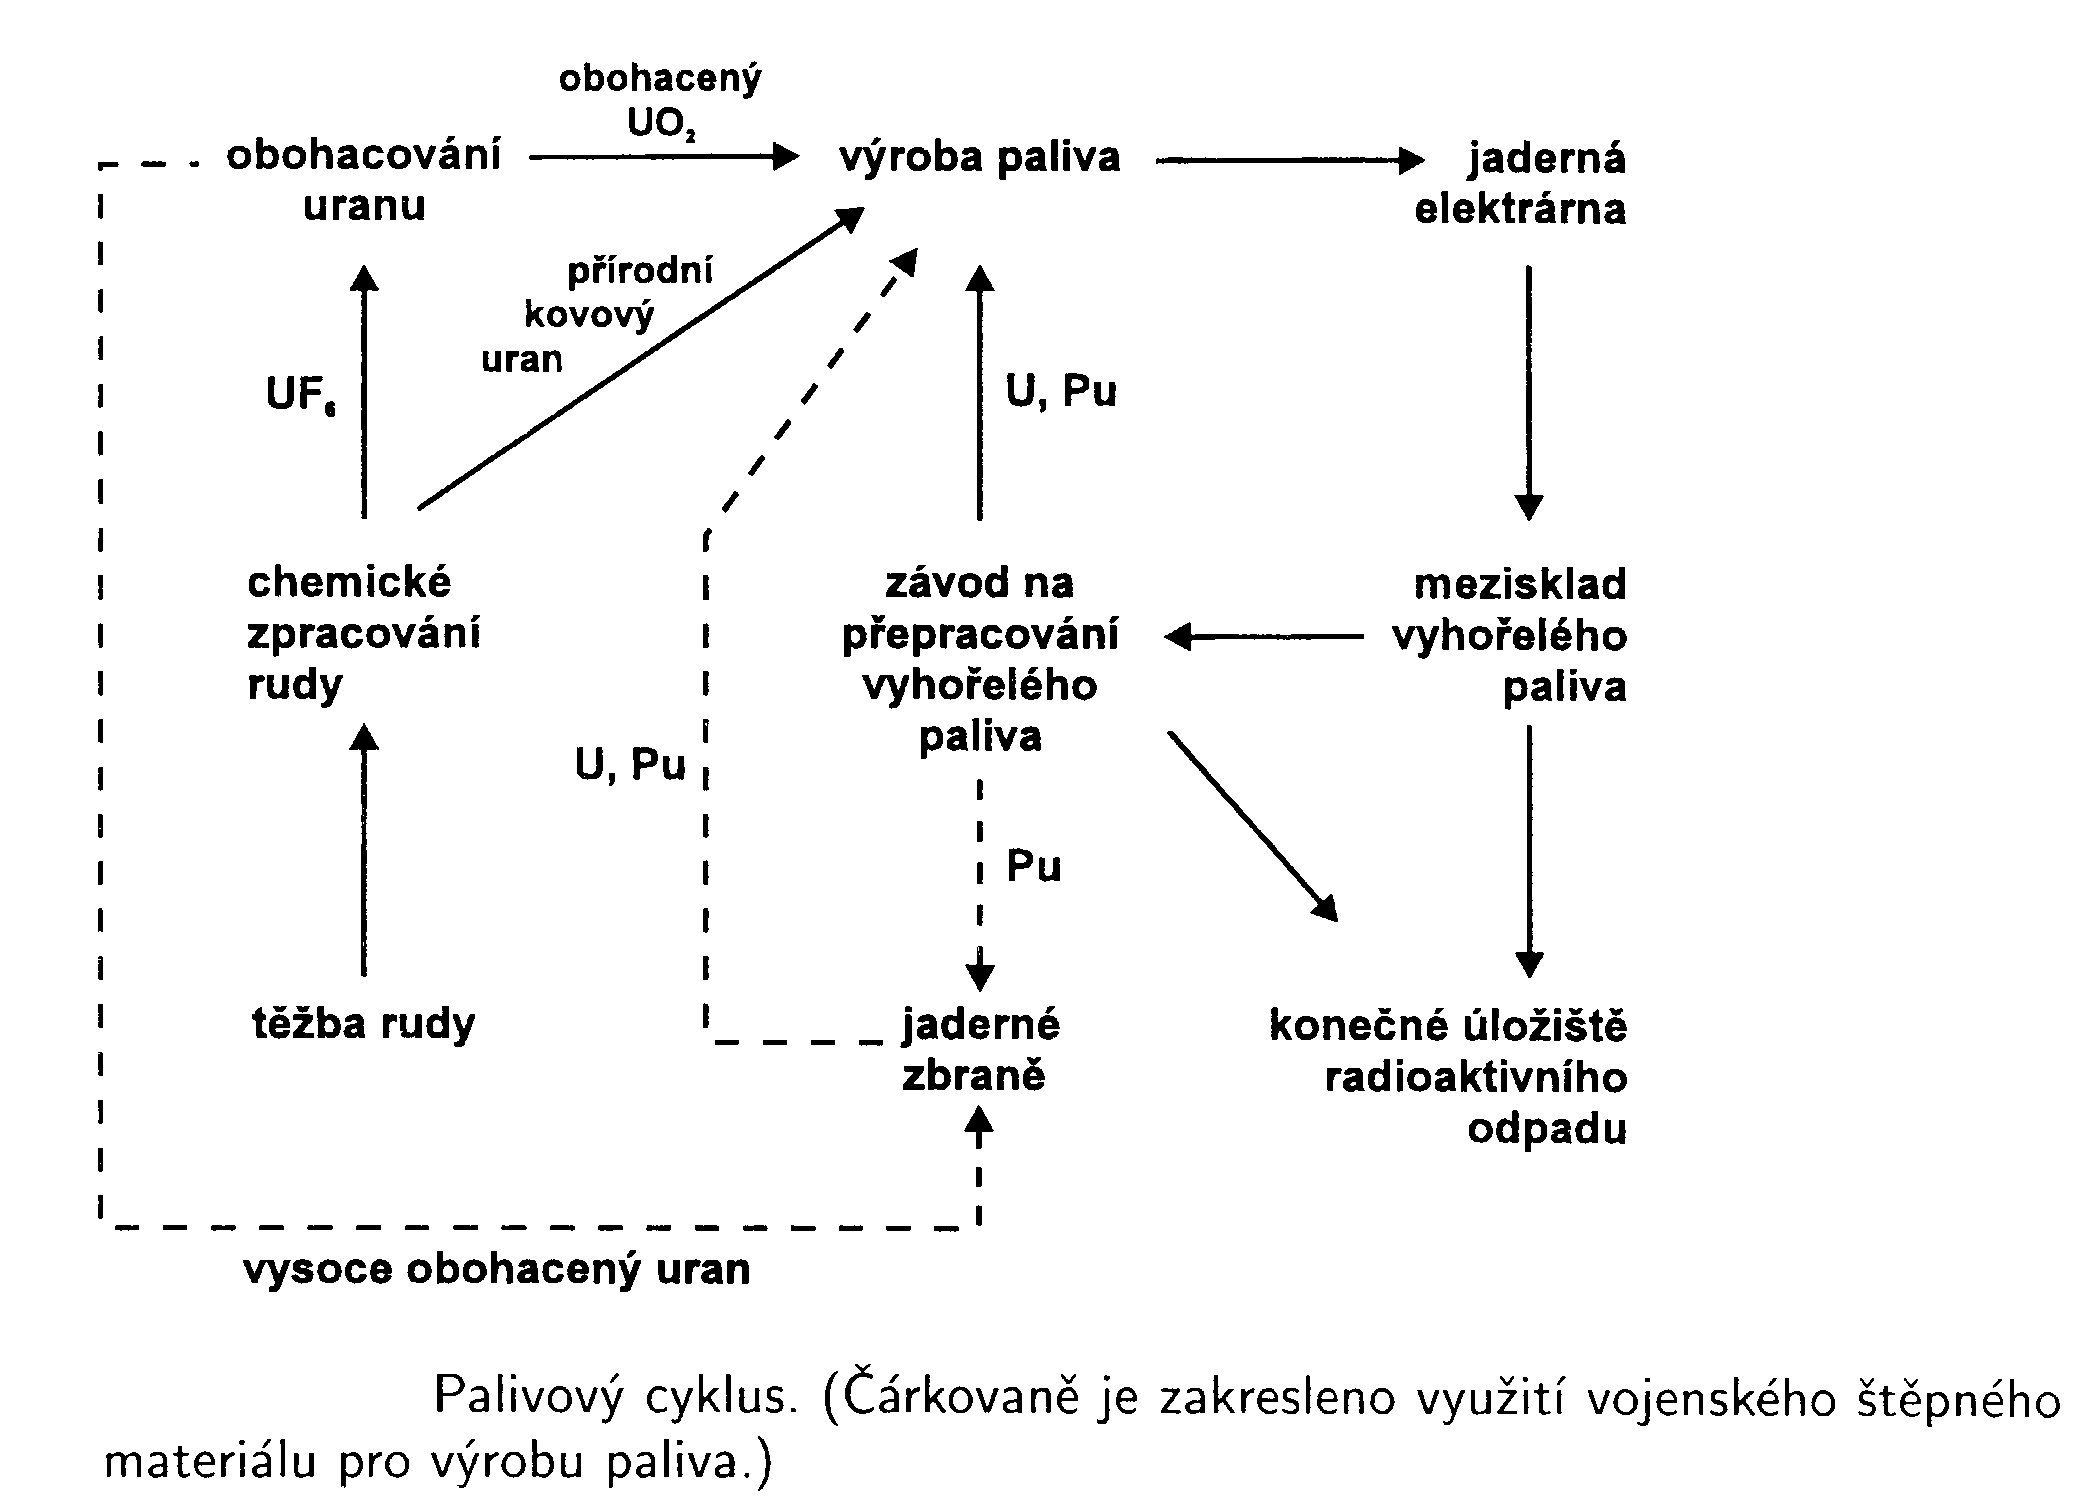 obohacený
UO₂
obohacování
uranu
výroba paliva
jaderná
elektrárna
přírodní
kovový
uran
UF₆
U, Pu
chemické
zpracování
rudy
závod na
přepracování
vyhořelého
paliva
mezisklad
vyhořelého
paliva
U, Pu
Pu
těžba rudy
jaderné
zbraně
konečné úložiště
radioaktivního
odpadu
vysoce obohacený uran
Palivový cyklus. (Čárkovaně je zakresleno využití vojenského štěpného
materiálu pro výrobu paliva.)